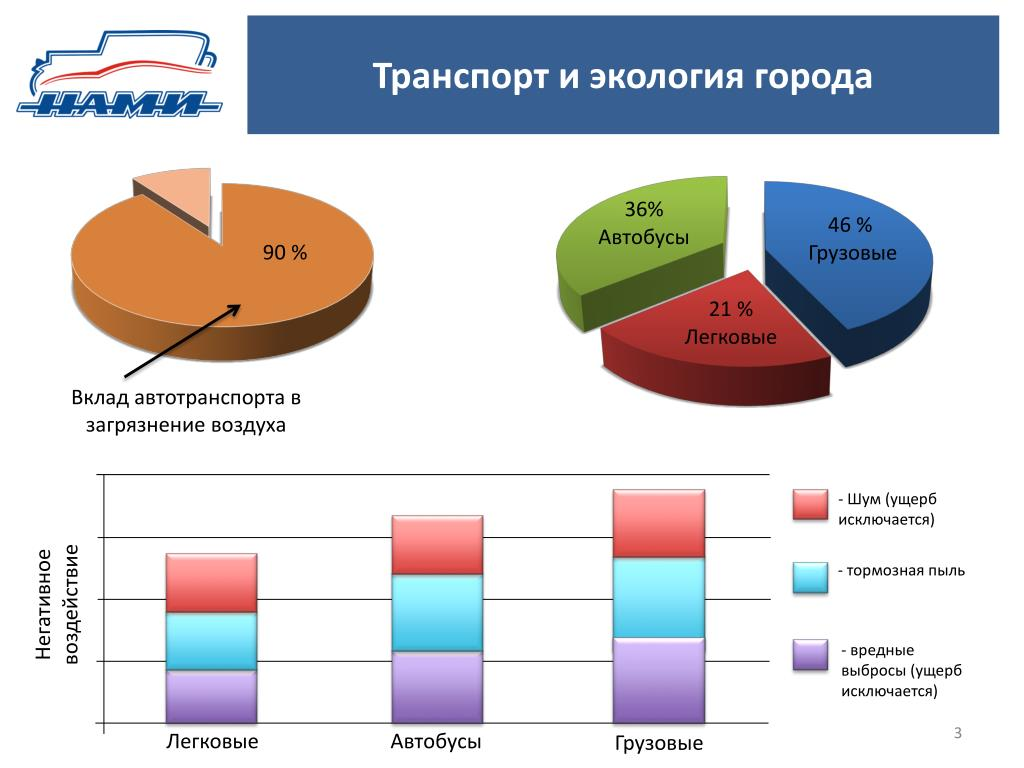 НАМИ
Транспорт и экология города
90 %
Вклад автотранспорта в
загрязнение воздуха
36%
Автобусы
46 %
Грузовые
21 %
Легковые
Негативное
воздействие
Легковые
Автобусы
Грузовые
- Шум (ущерб
исключается)
- тормозная пыль
- вредные
выбросы (ущерб
исключается)
3